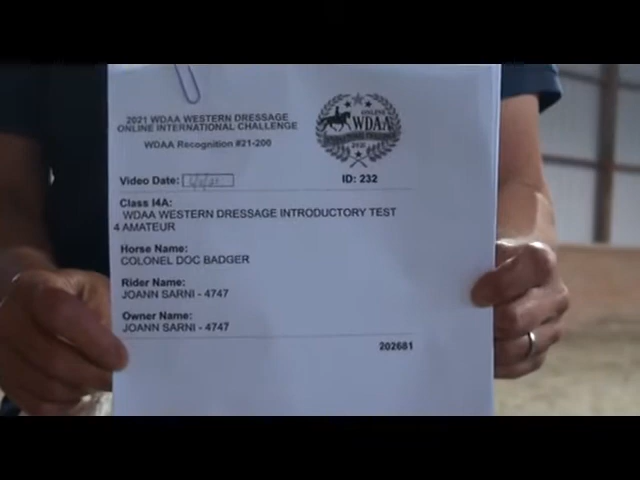 2021 WDAA WESTERN DRESSAGE
ONLINE INTERNATIONAL CHALLENGE
WDAA Recognition #21-200
ONLINE
WDAA
Video Date:
ID: 232
Class I4A:
WDAA WESTERN DRESSAGE INTRODUCTORY TEST
4 AMATEUR
Horse Name:
COLONEL DOC BADGER
Rider Name:
JOANN SARNI - 4747
Owner Name:
JOANN SARNI - 4747
202681